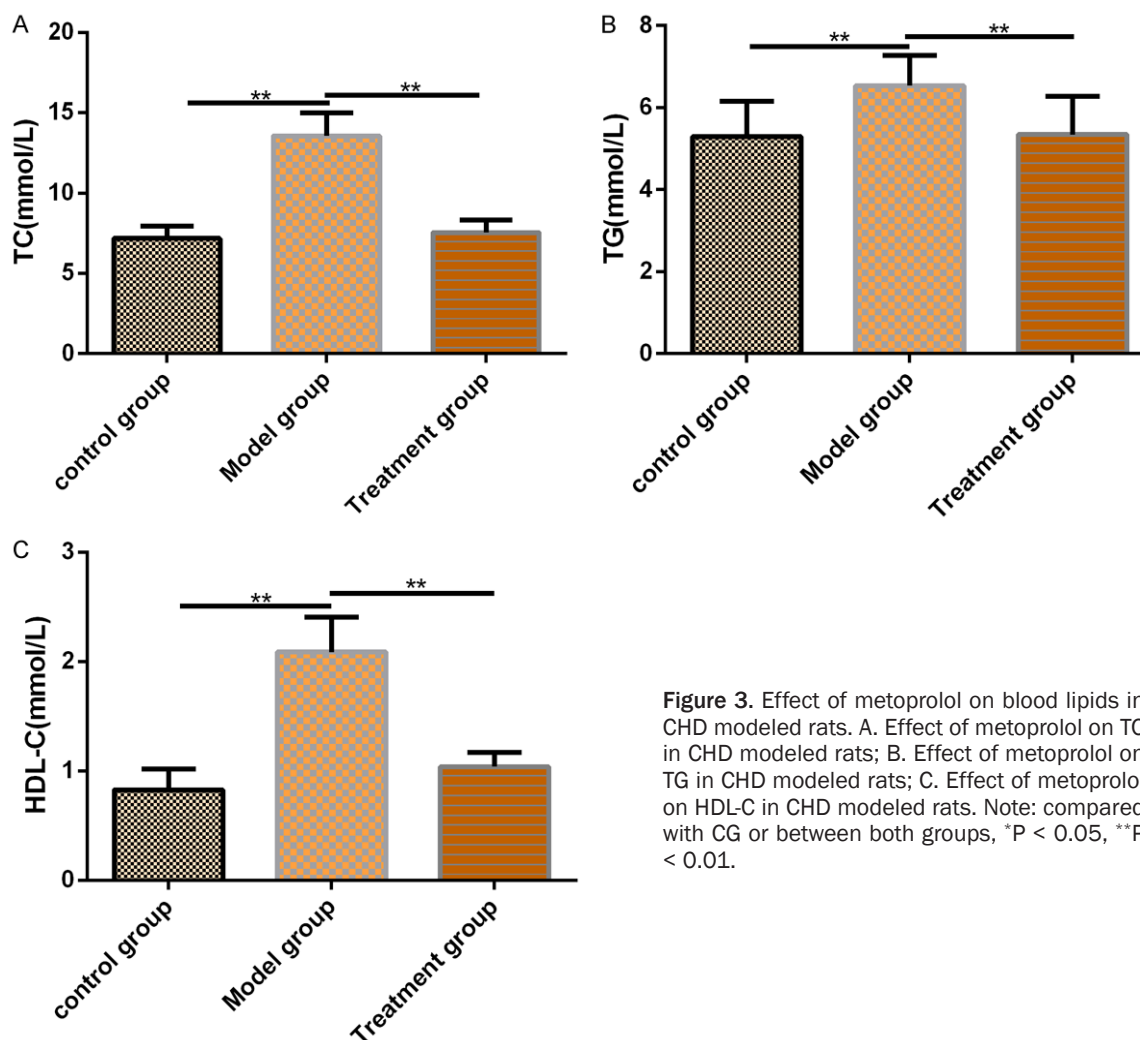 A
TC(mmol/L)
20
15
10
5
0
**
**
control group
Model group
Treatment group
B
TG(mmol/L)
8
6
4
2
0
**
**
control group
Model group
Treatment group
C
HDL-C(mmol/L)
3
2
1
0
**
**
control group
Model group
Treatment group
Figure 3. Effect of metoprolol on blood lipids in
CHD modeled rats. A. Effect of metoprolol on TC
in CHD modeled rats; B. Effect of metoprolol on
TG in CHD modeled rats; C. Effect of metoprolol
on HDL-C in CHD modeled rats. Note: compared
with CG or between both groups, *P < 0.05, **P
< 0.01.